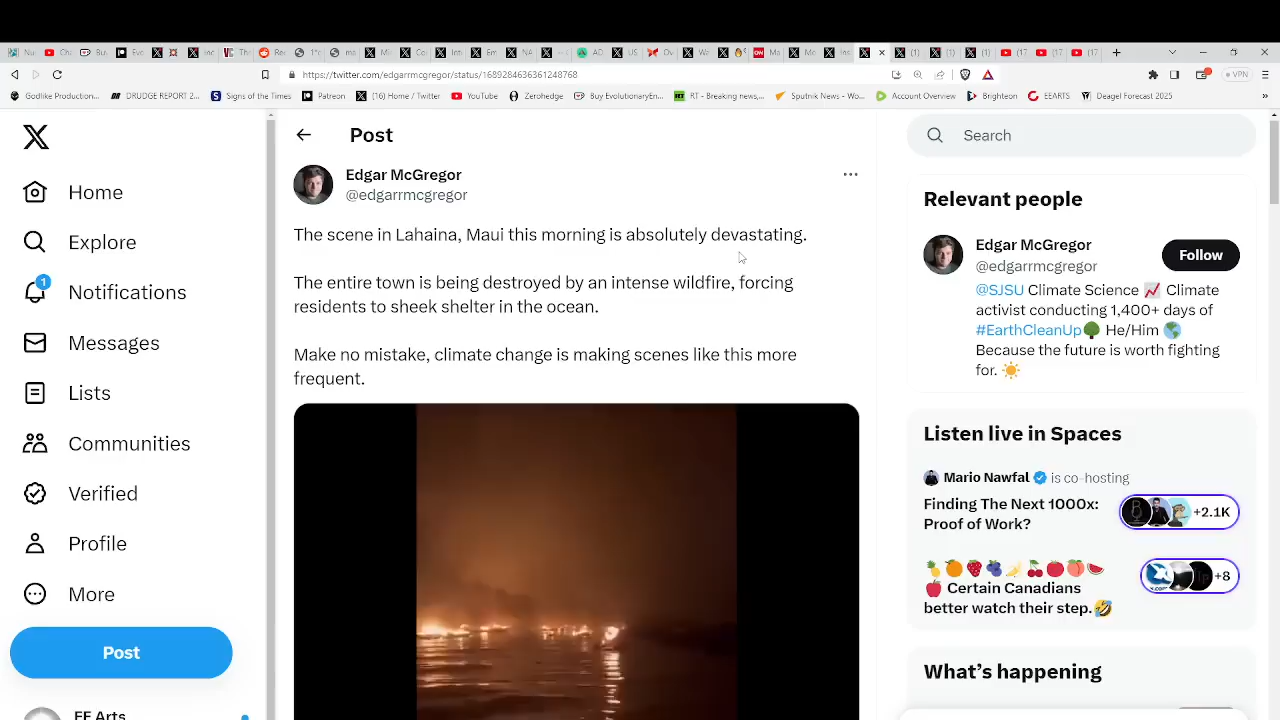 https://twitter.com/edgarrmcgregor/status/1689284636361248768
VPN
Godlike Production...
DRUDGE REPORT 2...
Signs of the Times
Patreon
(16) Home / Twitter
YouTube
Zerohedge
Buy EvolutionaryEn...
RT - Breaking news,...
Sputnik News - Wo...
Account Overview
Brighteon
EEARTS
Deagel Forecast 2025
»
Home
Explore
1
Notifications
Messages
Lists
Communities
Verified
Profile
More
Post
EE Arts
Post
Edgar McGregor
@edgarrmcgregor
The scene in Lahaina, Maui this morning is absolutely devastating.
The entire town is being destroyed by an intense wildfire, forcing
residents to sheek shelter in the ocean.
Make no mistake, climate change is making scenes like this more
frequent.
Search
Relevant people
Edgar McGregor
@edgarrmcgregor
Follow
@SJSU Climate Science 📈 Climate
activist conducting 1,400+ days of
#EarthCleanUp🌳 He/Him 🌎
Because the future is worth fighting
for. ☀️
Listen live in Spaces
Mario Nawfal is co-hosting
Finding The Next 1000x:
Proof of Work?
+2.1K
🍍🍊🍓🫐🍌🍒🍅🍑🍉
🍎 Certain Canadians
better watch their step.🤣
+8
What's happening